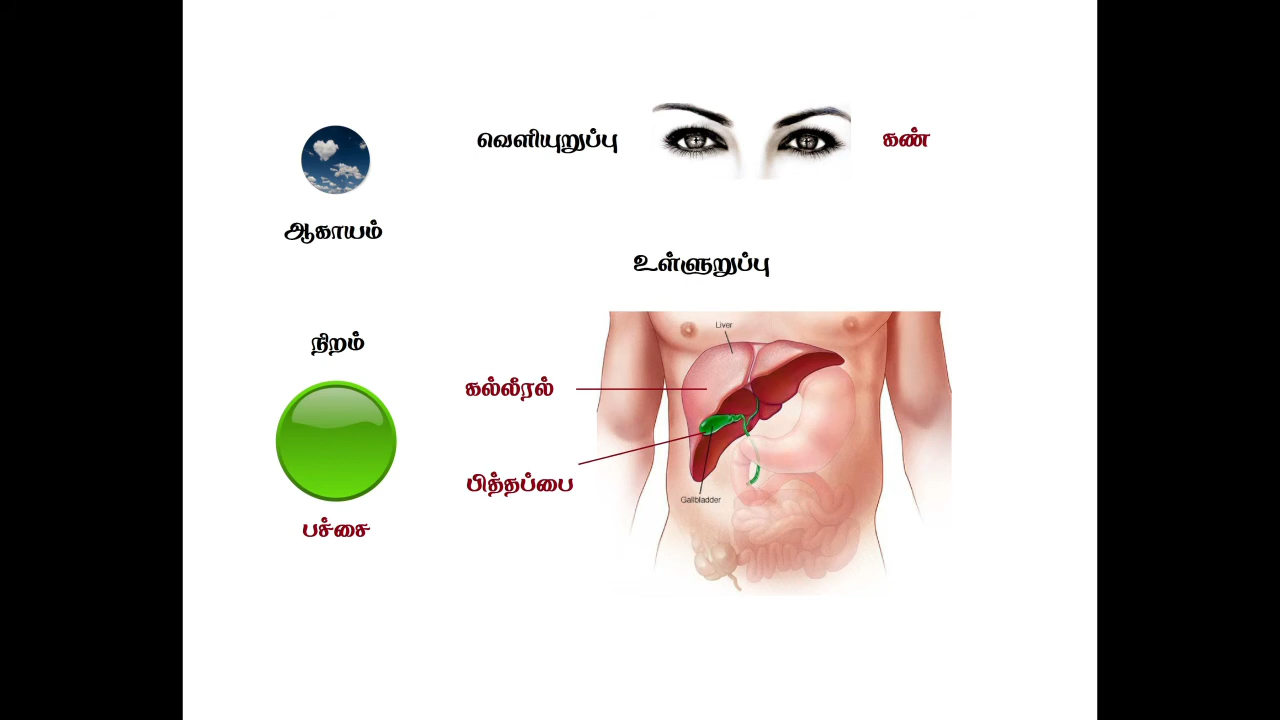 வெளியுறுப்பு
கண்
ஆகாயம்
உள்ளுறுப்பு
நிறம்
Liver
கல்லீரல்
பித்தப்பை
Gallbladder
பச்சை